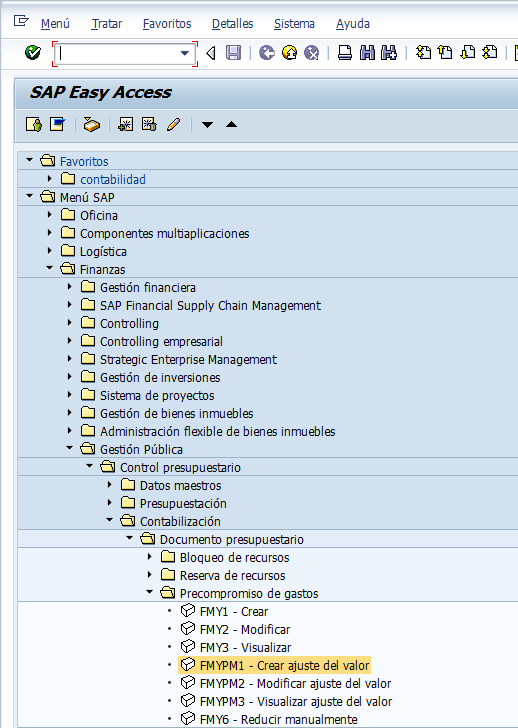 Menú Tratar Favoritos Detalles Sistema Ayuda
SAP Easy Access
Favoritos
contabilidad
Menú SAP
Oficina
Componentes multiaplicaciones
Logística
Finanzas
Gestión financiera
SAP Financial Supply Chain Management
Controlling
Controlling empresarial
Strategic Enterprise Management
Gestión de inversiones
Sistema de proyectos
Gestión de bienes inmuebles
Administración flexible de bienes inmuebles
Gestión Pública
Control presupuestario
Datos maestros
Presupuestación
Contabilización
Documento presupuestario
Bloqueo de recursos
Reserva de recursos
Precompromiso de gastos
FMY1 - Crear
FMY2 - Modificar
FMY3 - Visualizar
FMYPM1 - Crear ajuste del valor
FMYPM2 - Modificar ajuste del valor
FMYPM3 - Visualizar ajuste del valor
FMY6 - Reducir manualmente